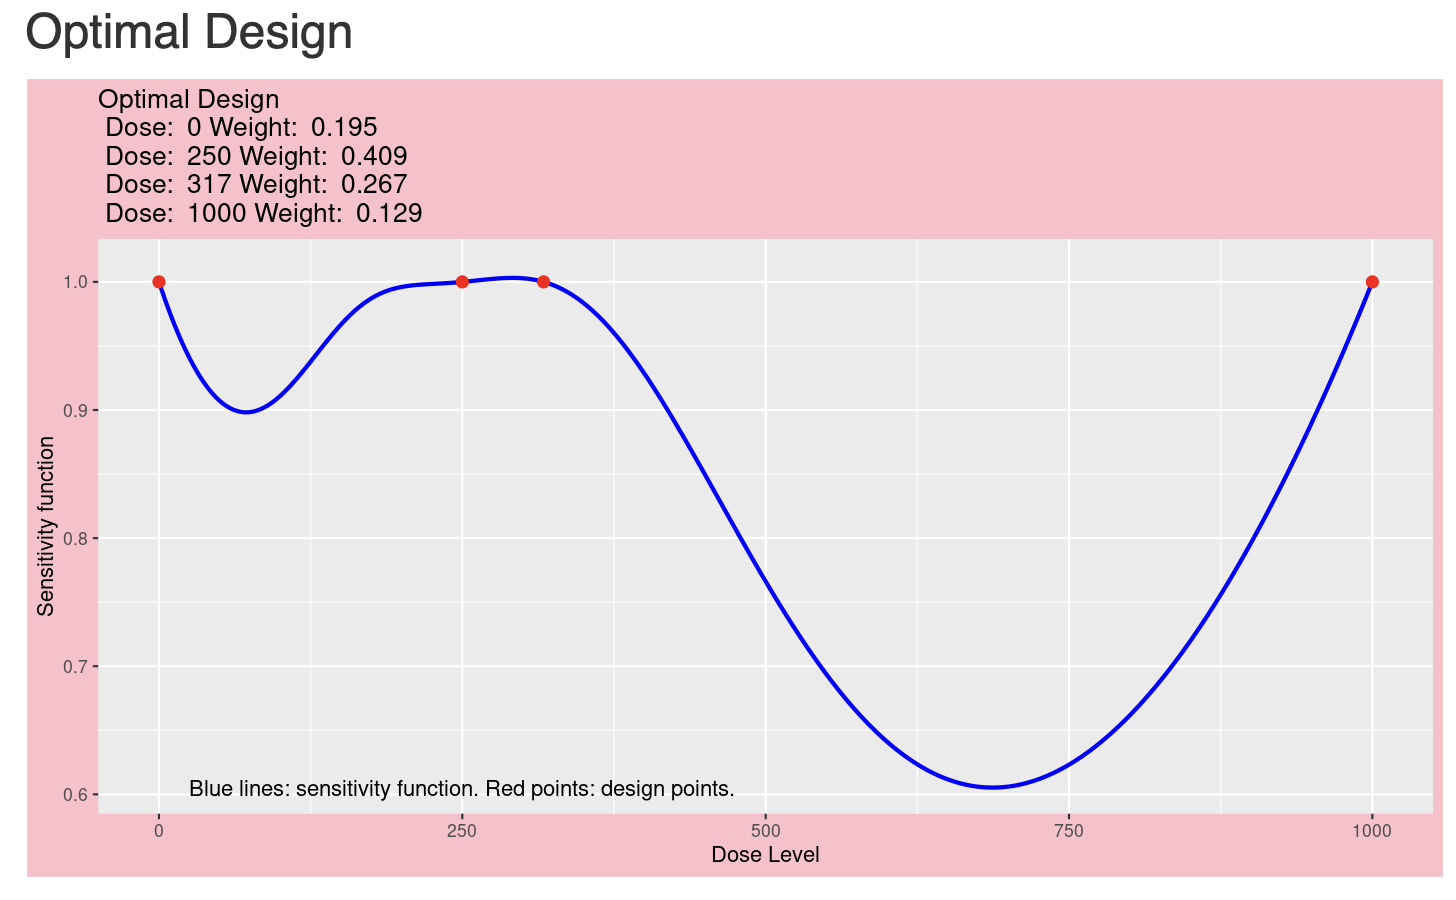 Optimal Design
Optimal Design
Dose: 0 Weight: 0.195
Dose: 250 Weight: 0.409
Dose: 317 Weight: 0.267
Dose: 1000 Weight: 0.129
1.0
0.9
0.8
0.7
0.6
Sensitivity function
Blue lines: sensitivity function. Red points: design points.
0 250 500 750 1000
Dose Level